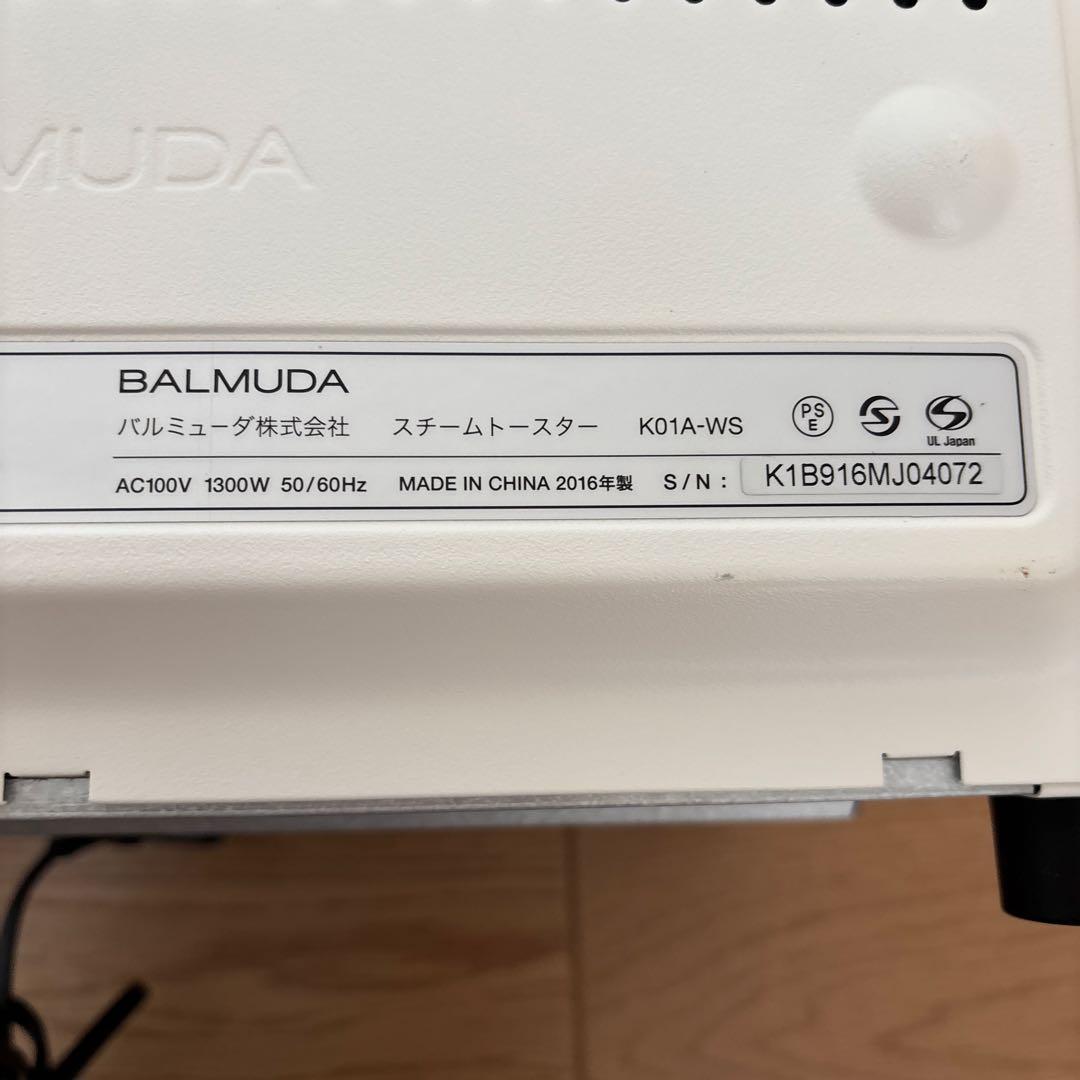 MUDA
BALMUDA
バルミューダ株式会社 スチームトースター K01A-WS PS E S UL Japan
AC100V 1300W 50/60Hz MADE IN CHINA 2016年製 S/N : K1B916MJ04072